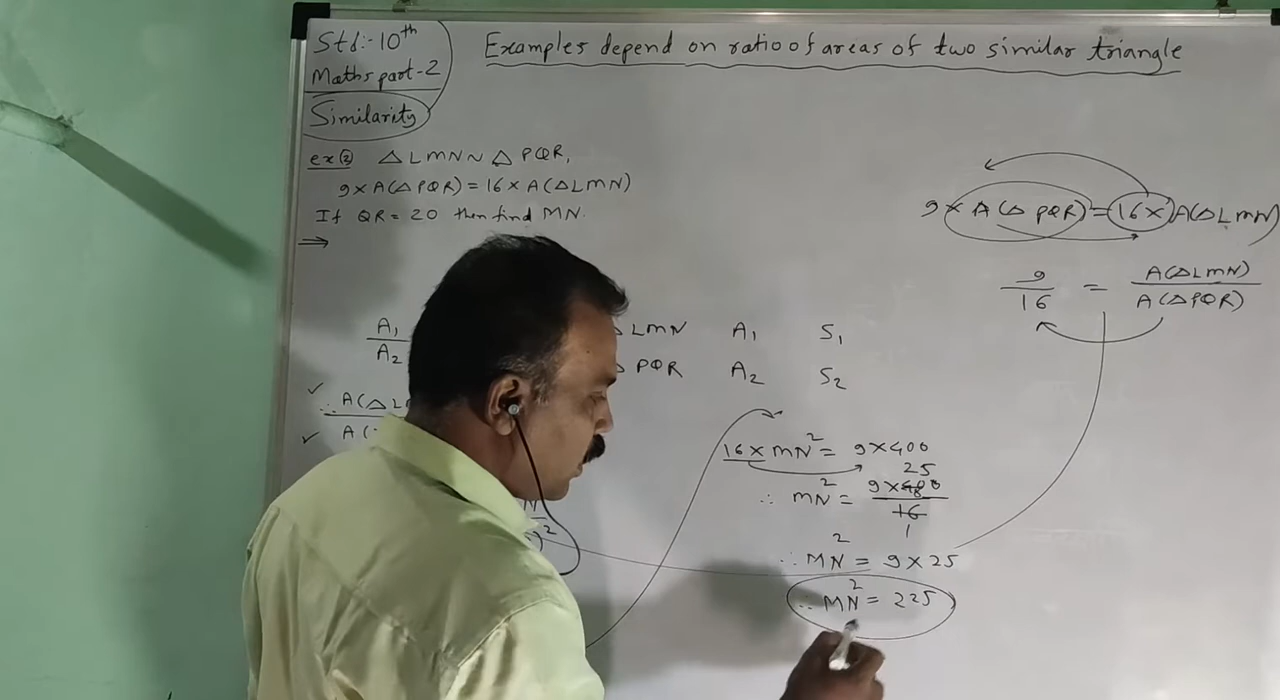 Std:- 10th
Maths part-2
Similarity
Examples depend on ratio of areas of two similar triangle
ex② △LMN ~ △PQR,
9×A(△PQR) = 16×A(△LMN)
If QR = 20 then find MN.
⇒
A₁
A₂
LMN A₁ S₁
PQR A₂ S₂
∴ A(△L
A(
16 × MN² = 9×400
25
∴ MN² = 9×400
16
1
∴ MN² = 9×25
∴ MN² = 225
9× A(△PQR) = 16× A(△LMN)
9/16 = A(△LMN)/A(△PQR)